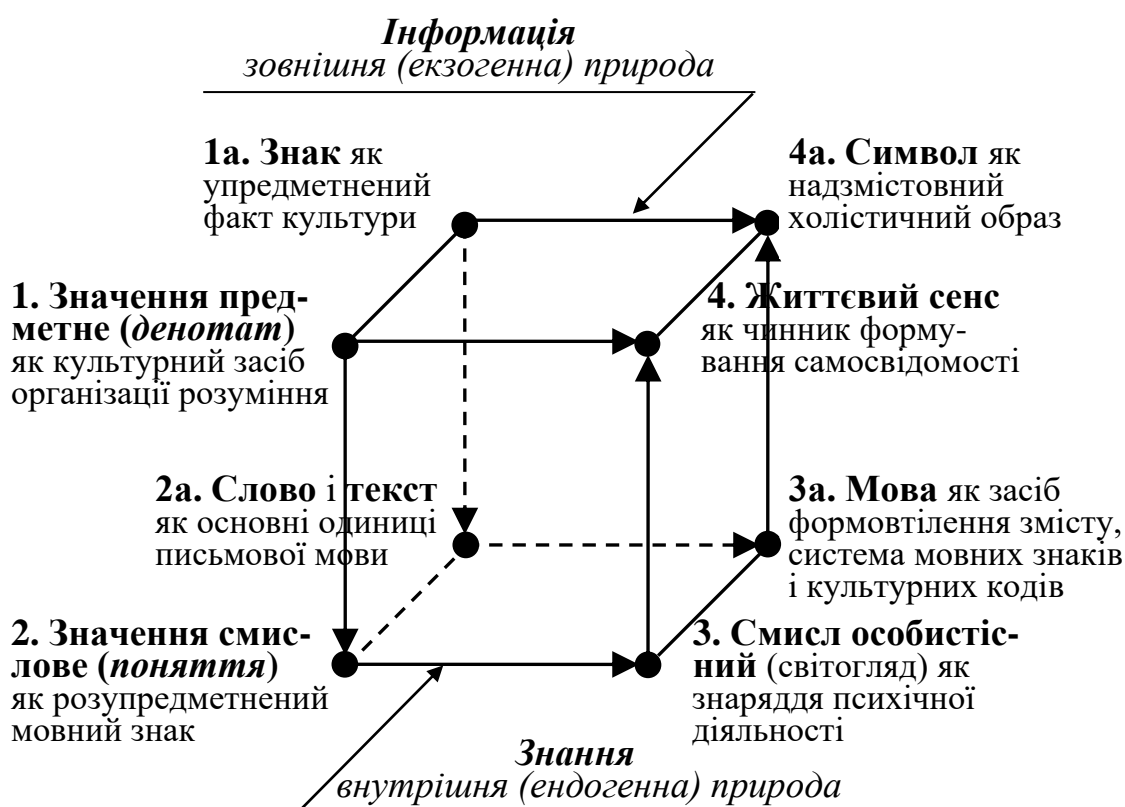 Інформація
зовнішня (екзогенна) природа
1а. Знак як
упредметнений
факт культури
4а. Символ як
надзмістовний
холістичний образ
1. Значення пред-
метне (денотат)
як культурний засіб
організації розуміння
4. Життєвий сенс
як чинник форму-
вання самосвідомості
2а. Слово і текст
як основні одиниці
письмової мови
3а. Мова як засіб
формовтілення змісту,
система мовних знаків
і культурних кодів
2. Значення смис-
лове (поняття)
як розупредметнений
мовний знак
3. Смисл особистіс-
ний (світогляд) як
знаряддя психічної
діяльності
Знання
внутрішня (ендогенна) природа